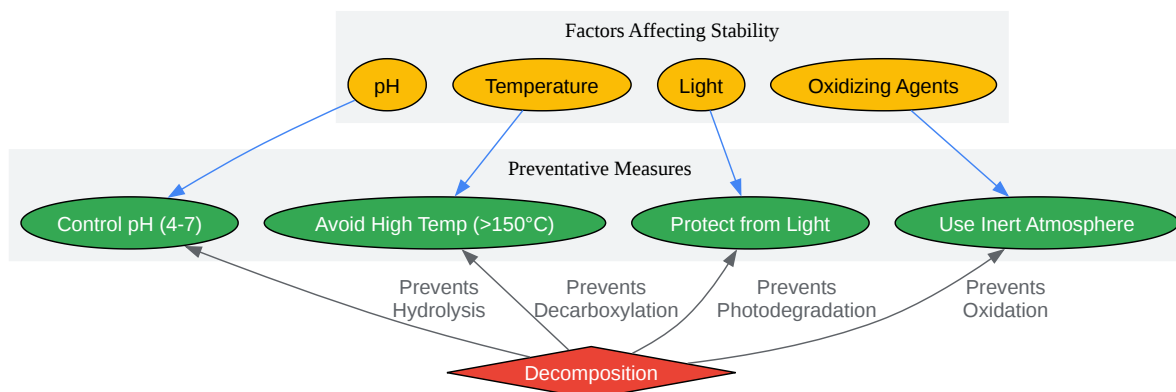 Factors Affecting Stability
pH
Temperature
Light
Oxidizing Agents
Preventative Measures
Control pH (4-7)
Avoid High Temp (>150°C)
Protect from Light
Use Inert Atmosphere
Prevents
Hydrolysis
Prevents
Decarboxylation
Prevents
Photodegradation
Prevents
Oxidation
Decomposition